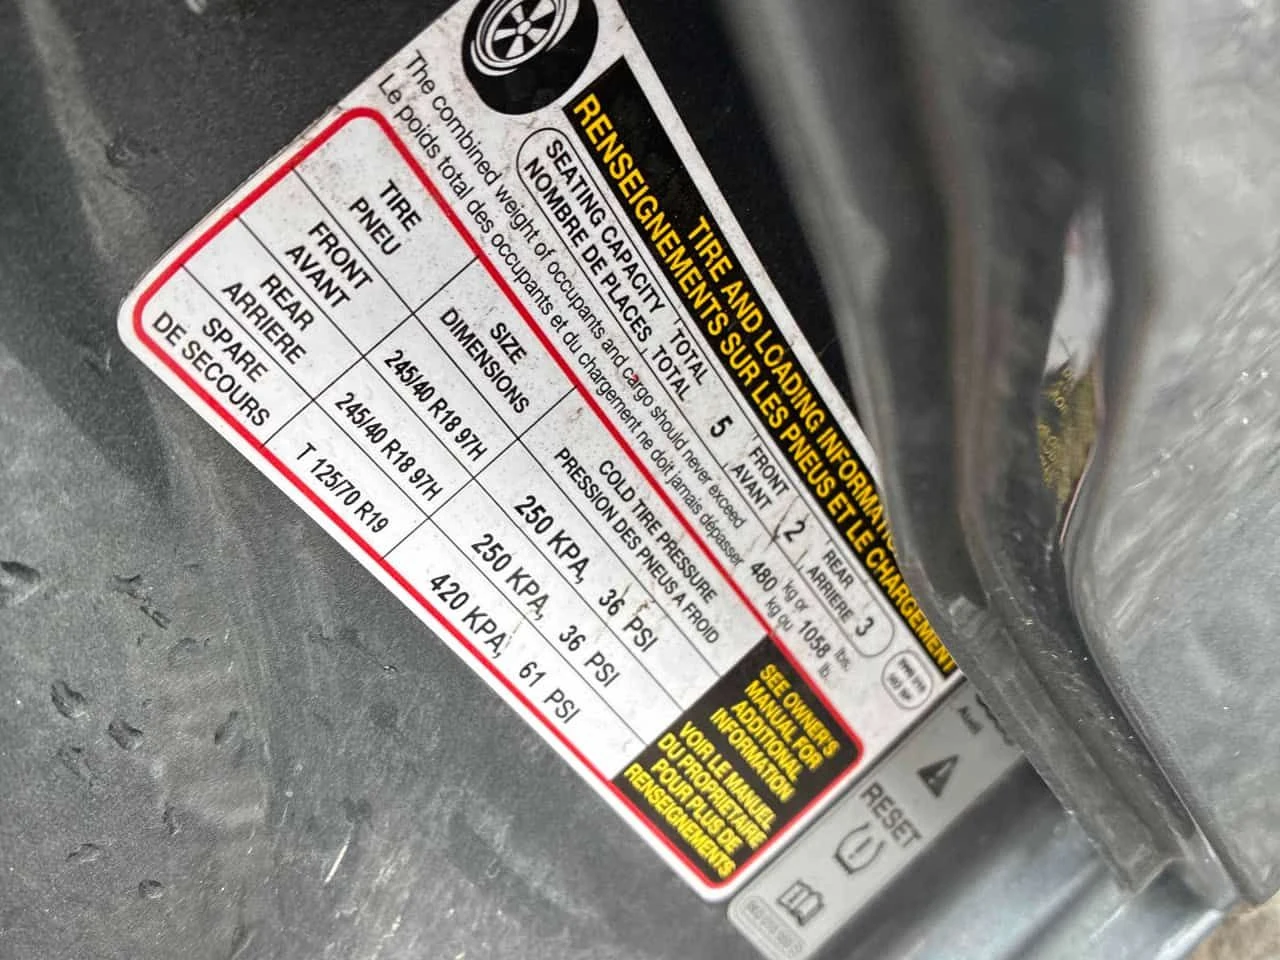 TIRE AND LOADING INFORMATION
RENSEIGNEMENTS SUR LES PNEUS ET LE CHARGEMENT
SEATING CAPACITY TOTAL 5 FRONT 2 REAR 3
NOMBRE DE PLACES TOTAL AVANT ARRIERE
The combined weight of occupants and cargo should never exceed 480 kg or 1058 lbs.
Le poids total des occupants et du chargement ne doit jamais dépasser kg ou lb.
TIRE SIZE COLD TIRE PRESSURE
PNEU DIMENSIONS PRESSION DES PNEUS A FROID
FRONT
AVANT 245/40 R18 97H 250 KPA, 36 PSI
REAR
ARRIERE 245/40 R18 97H 250 KPA, 36 PSI
SPARE
DE SECOURS T 125/70 R19 420 KPA, 61 PSI
SEE OWNER'S
MANUAL FOR
ADDITIONAL
INFORMATION
VOIR LE MANUEL
DU PROPRIETAIRE
POUR PLUS DE
RENSEIGNEMENTS
Audi
RESET